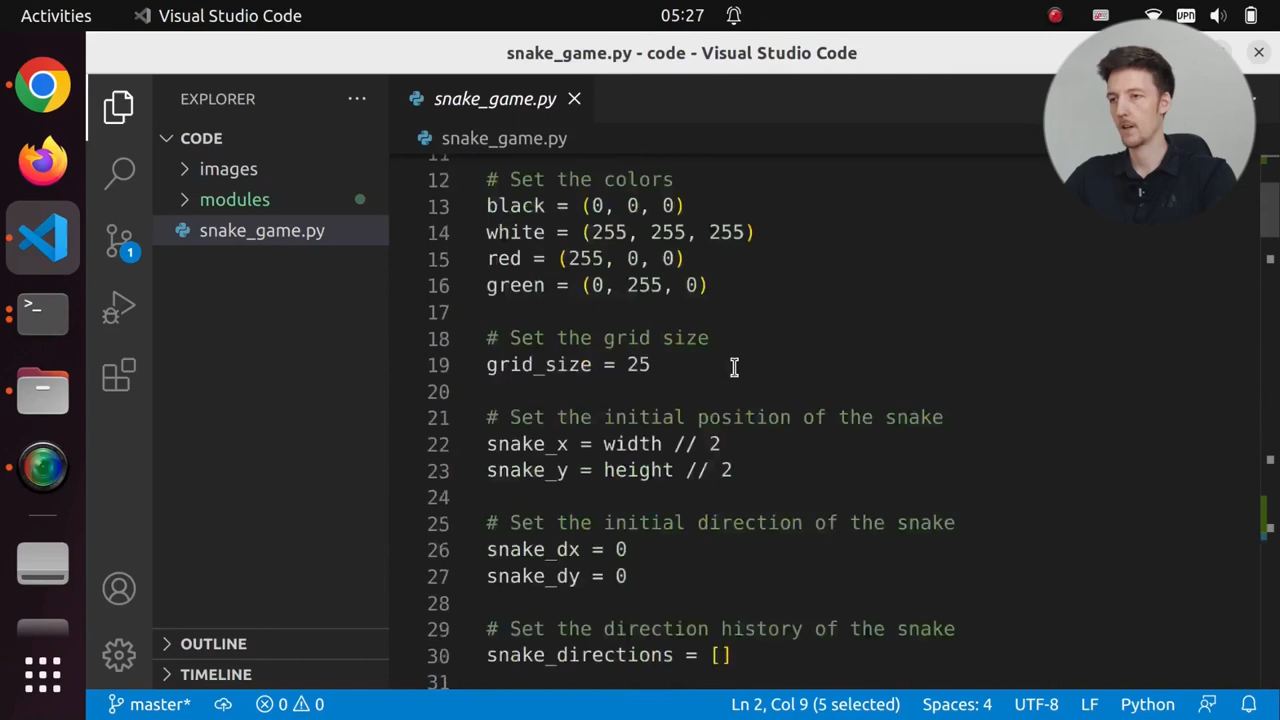 Activities
Visual Studio Code
05:27
VPN
snake_game.py - code - Visual Studio Code
EXPLORER
CODE
images
modules
snake_game.py
1
OUTLINE
TIMELINE
snake_game.py
snake_game.py
11
12 # Set the colors
13 black = (0, 0, 0)
14 white = (255, 255, 255)
15 red = (255, 0, 0)
16 green = (0, 255, 0)
17
18 # Set the grid size
19 grid_size = 25
20
21 # Set the initial position of the snake
22 snake_x = width // 2
23 snake_y = height // 2
24
25 # Set the initial direction of the snake
26 snake_dx = 0
27 snake_dy = 0
28
29 # Set the direction history of the snake
30 snake_directions = []
31
master* 0 0 Ln 2, Col 9 (5 selected) Spaces: 4 UTF-8 LF Python